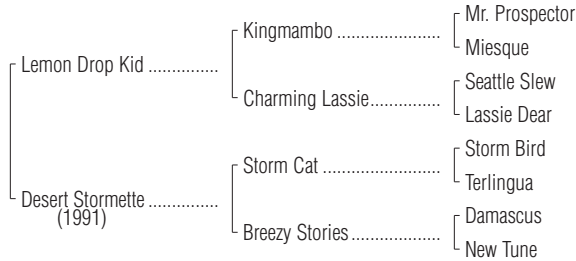 Mr. Prospector
Kingmambo ......................
Miesque
Lemon Drop Kid ...............
Seattle Slew
Charming Lassie...............
Lassie Dear
Storm Bird
Storm Cat .........................
Terlingua
Desert Stormette ...............
(1991)
Damascus
Breezy Stories...................
New Tune